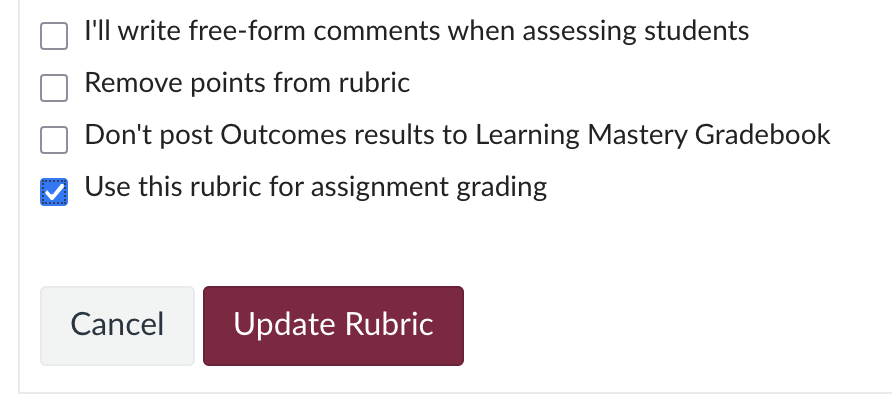 I'll write free-form comments when assessing students
Remove points from rubric
Don't post Outcomes results to Learning Mastery Gradebook
Use this rubric for assignment grading
Cancel Update Rubric